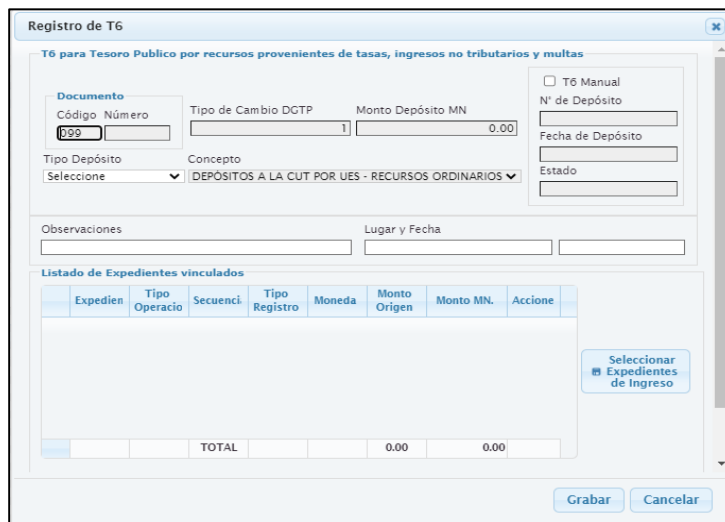 Registro de T6
T6 para Tesoro Publico por recursos provenientes de tasas, ingresos no tributarios y multas
Documento
Código Número
099
Tipo de Cambio DGTP
1
Monto Depósito MN
0.00
T6 Manual
N° de Depósito
Fecha de Depósito
Estado
Tipo Depósito
Seleccione
Concepto
DEPÓSITOS A LA CUT POR UES - RECURSOS ORDINARIOS
Observaciones
Lugar y Fecha
Listado de Expedientes vinculados
Expedien
Tipo
Operacio
Secuenci
Tipo
Registro
Moneda
Monto
Origen
Monto MN.
Accione
Seleccionar
Expedientes
de Ingreso
TOTAL 0.00 0.00
Grabar Cancelar